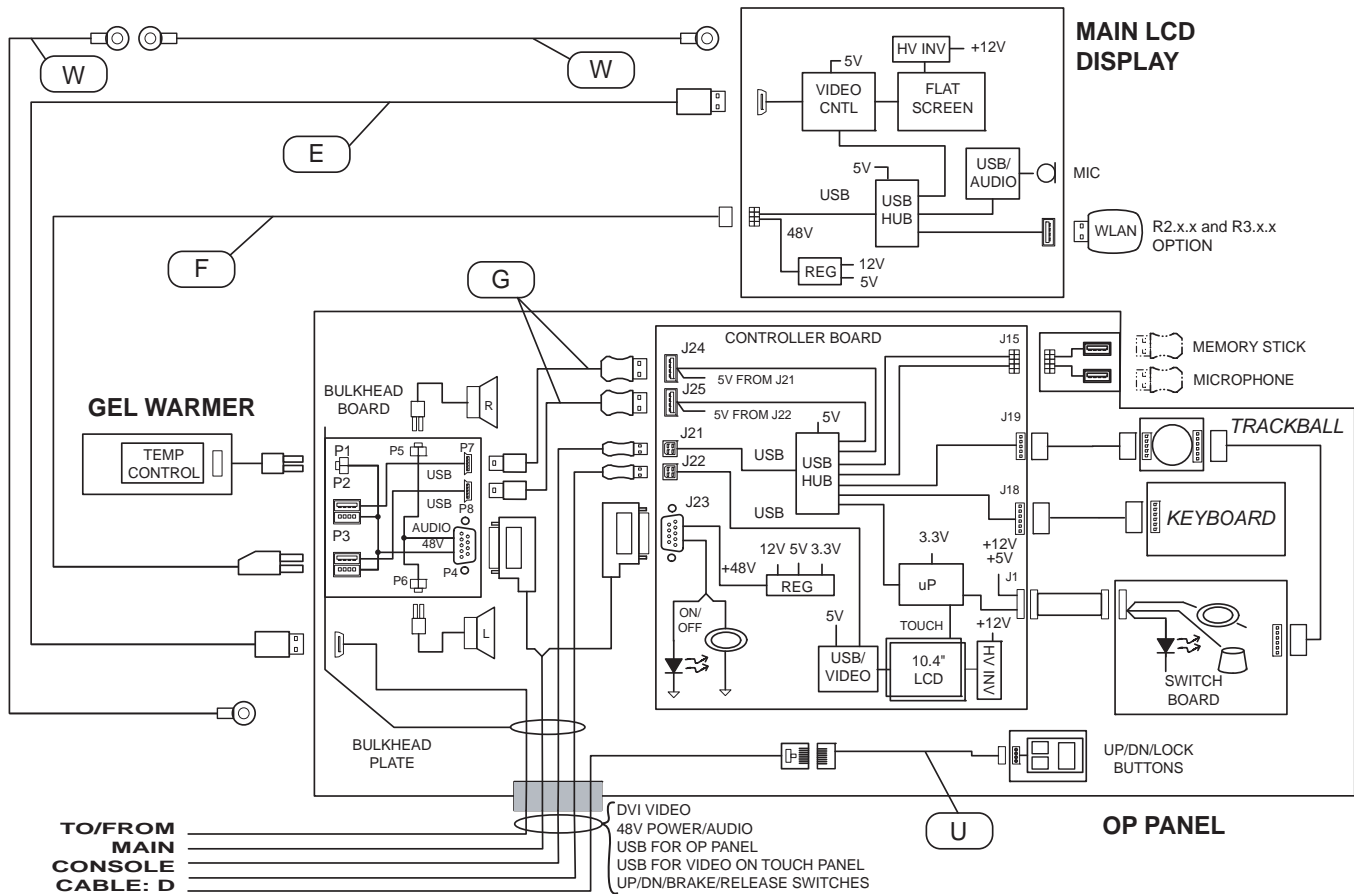 MAIN LCD
DISPLAY
W
W
HV INV
+12V
5V
VIDEO
CNTL
FLAT
SCREEN
E
USB/
AUDIO
MIC
5V
USB
USB
HUB
48V
WLAN
R2.x.x and R3.x.x
OPTION
F
REG
12V
5V
G
CONTROLLER BOARD
J15
J24
5V FROM J21
J25
5V FROM J22
MEMORY STICK
MICROPHONE
BULKHEAD
BOARD
R
GEL WARMER
TEMP
CONTROL
P1
P2
P5
P7
USB
USB
P8
P3
AUDIO
48V
P4
P6
L
J21
J22
J23
USB
USB
5V
USB
HUB
J19
TRACKBALL
J18
KEYBOARD
+12V
+5V
J1
3.3V
uP
12V
5V
3.3V
+48V
REG
ON/
OFF
TOUCH
5V
USB/
VIDEO
10.4"
LCD
+12V
HV INV
SWITCH
BOARD
BULKHEAD
PLATE
UP/DN/LOCK
BUTTONS
U
OP PANEL
TO/FROM
MAIN
CONSOLE
CABLE: D
DVI VIDEO
48V POWER/AUDIO
USB FOR OP PANEL
USB FOR VIDEO ON TOUCH PANEL
UP/DN/BRAKE/RELEASE SWITCHES